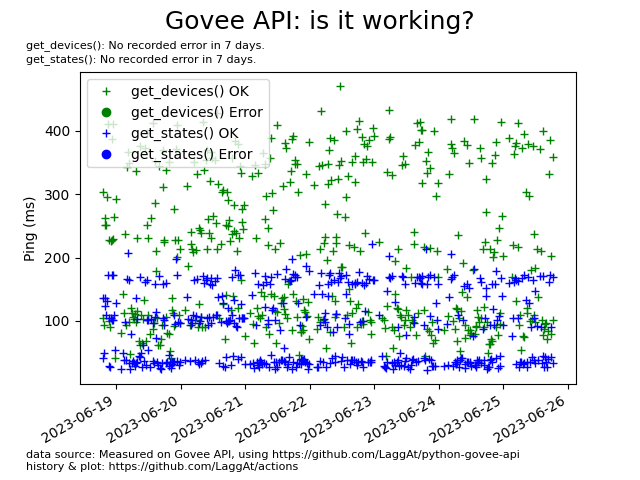 Govee API: is it working?
get_devices(): No recorded error in 7 days.
get_states(): No recorded error in 7 days.
get_devices() OK
get_devices() Error
get_states() OK
get_states() Error
Ping (ms)
400
300
200
100
2023-06-19
2023-06-20
2023-06-21
2023-06-22
2023-06-23
2023-06-24
2023-06-25
2023-06-26
data source: Measured on Govee API, using https://github.com/LaggAt/python-govee-api
history & plot: https://github.com/LaggAt/actions